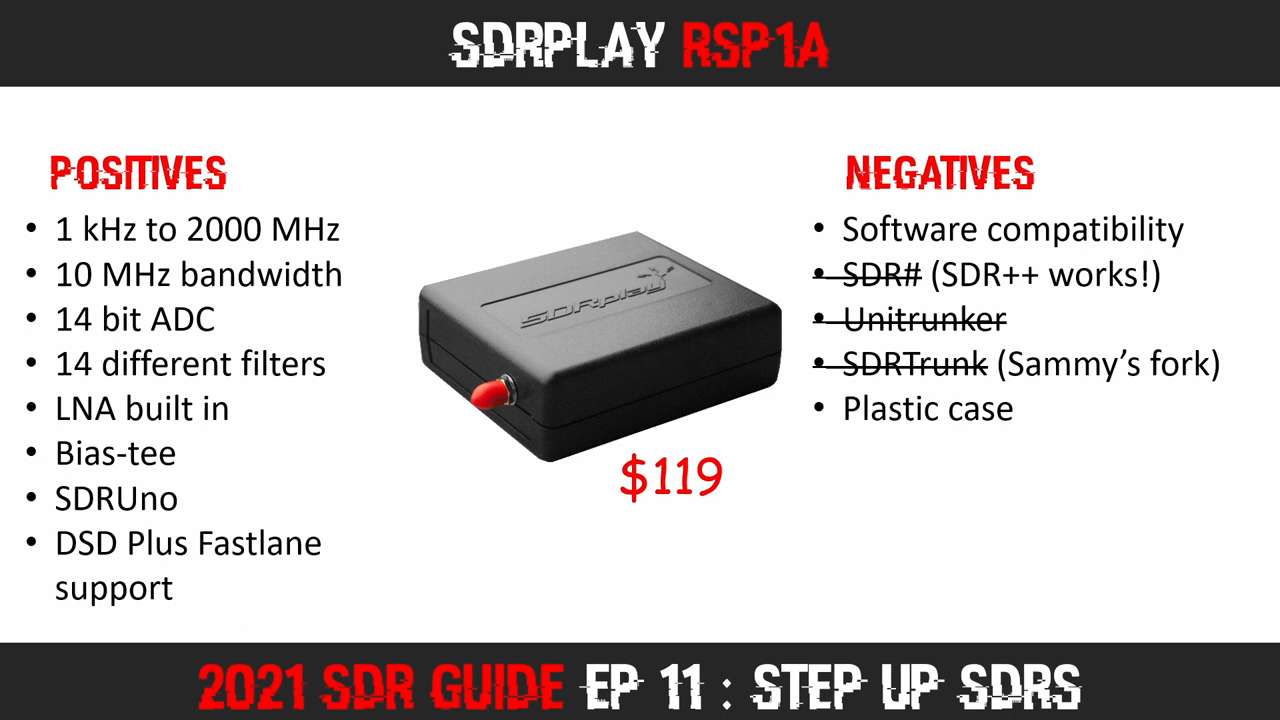 SDRPLAY RSP1A
POSITIVES
• 1 kHz to 2000 MHz
• 10 MHz bandwidth
• 14 bit ADC
• 14 different filters
• LNA built in
• Bias-tee
• SDRUno
• DSD Plus Fastlane
support
SDRplay
$119
NEGATIVES
• Software compatibility
• SDR# (SDR++ works!)
• Unitrunker
• SDRTrunk (Sammy’s fork)
• Plastic case
2021 SDR GUIDE EP 11 : STEP UP SDRS